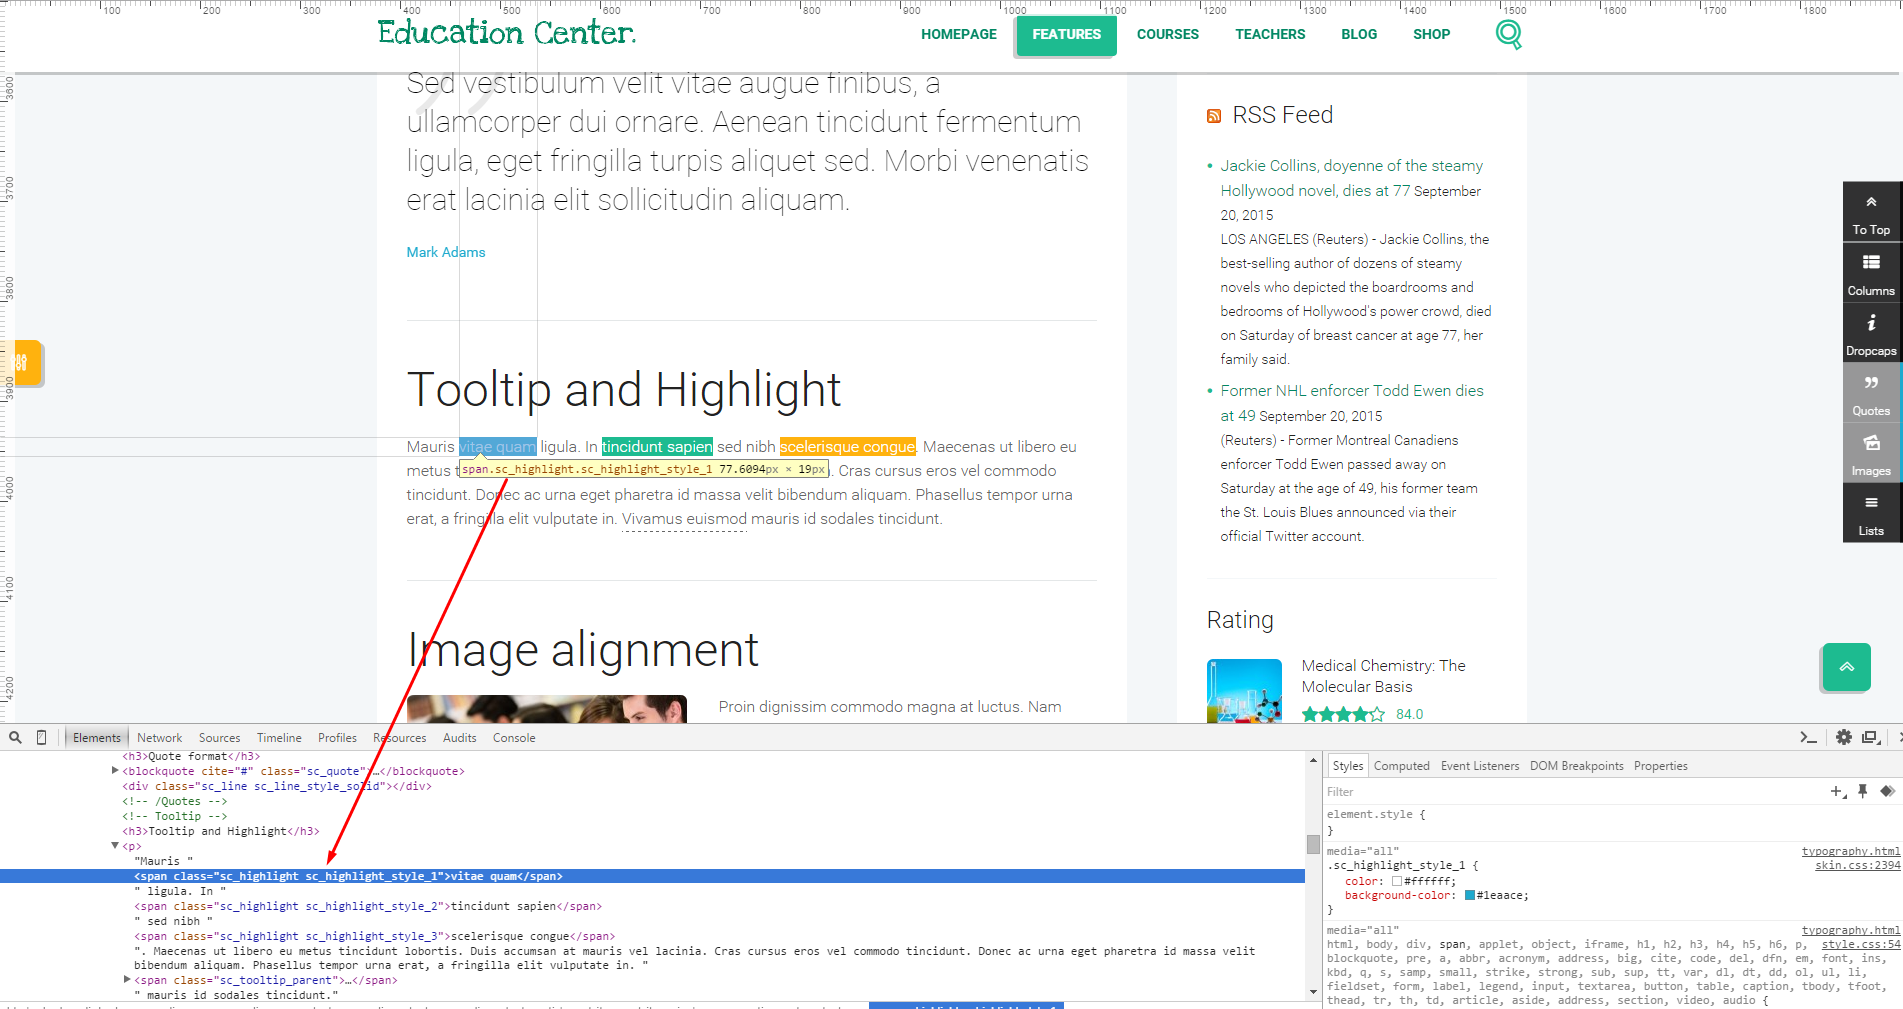 100 200 300 400 500 600 700 800 900 1000 1100 1200 1300 1400 1500 1600 1700 1800
Education Center.
HOMEPAGE FEATURES COURSES TEACHERS BLOG SHOP
3600
3700
3800
3900
4000
4100
4200
Sed vestibulum velit vitae augue finibus, a
ullamcorper dui ornare. Aenean tincidunt fermentum
ligula, eget fringilla turpis aliquet sed. Morbi venenatis
erat lacinia elit sollicitudin aliquam.
Mark Adams
Tooltip and Highlight
Mauris vitae quam ligula. In tincidunt sapien sed nibh scelerisque congue. Maecenas ut libero eu
metus t
span.sc_highlight.sc_highlight_style_1 77.6094px × 19px
. Cras cursus eros vel commodo
tincidunt. Donec ac urna eget pharetra id massa velit bibendum aliquam. Phasellus tempor urna
erat, a fringilla elit vulputate in. Vivamus euismod mauris id sodales tincidunt.
Image alignment
Proin dignissim commodo magna at luctus. Nam
RSS Feed
• Jackie Collins, doyenne of the steamy
Hollywood novel, dies at 77 September
20, 2015
LOS ANGELES (Reuters) - Jackie Collins, the
best-selling author of dozens of steamy
novels who depicted the boardrooms and
bedrooms of Hollywood's power crowd, died
on Saturday of breast cancer at age 77, her
family said.
• Former NHL enforcer Todd Ewen dies
at 49 September 20, 2015
(Reuters) - Former Montreal Canadiens
enforcer Todd Ewen passed away on
Saturday at the age of 49, his former team
the St. Louis Blues announced via their
official Twitter account.
Rating
Medical Chemistry: The
Molecular Basis
84.0
To Top
Columns
Dropcaps
Quotes
Images
Lists
Elements Network Sources Timeline Profiles Resources Audits Console
<h3>Quote format</h3>
<blockquote cite="#" class="sc_quote">…</blockquote>
<div class="sc_line sc_line_style_solid"></div>
<!-- /Quotes -->
<!-- Tooltip -->
<h3>Tooltip and Highlight</h3>
<p>
"Mauris "
<span class="sc_highlight sc_highlight_style_1">vitae quam</span>
" ligula. In "
<span class="sc_highlight sc_highlight_style_2">tincidunt sapien</span>
" sed nibh "
<span class="sc_highlight sc_highlight_style_3">scelerisque congue</span>
". Maecenas ut libero eu metus tincidunt lobortis. Duis accumsan at mauris vel lacinia. Cras cursus eros vel commodo tincidunt. Donec ac urna eget pharetra id massa velit
bibendum aliquam. Phasellus tempor urna erat, a fringilla elit vulputate in. "
<span class="sc_tooltip_parent">…</span>
" mauris id sodales tincidunt."
Styles Computed Event Listeners DOM Breakpoints Properties
Filter
element.style {
}
media="all" typography.html
.sc_highlight_style_1 { skin.css:2394
color: #ffffff;
background-color: #1eaace;
}
media="all" typography.html
html, body, div, span, applet, object, iframe, h1, h2, h3, h4, h5, h6, p, style.css:54
blockquote, pre, a, abbr, acronym, address, big, cite, code, del, dfn, em, font, ins,
kbd, q, s, samp, small, strike, strong, sub, sup, tt, var, dl, dt, dd, ol, ul, li,
fieldset, form, label, legend, input, textarea, button, table, caption, tbody, tfoot,
thead, tr, th, td, article, aside, address, section, video, audio {